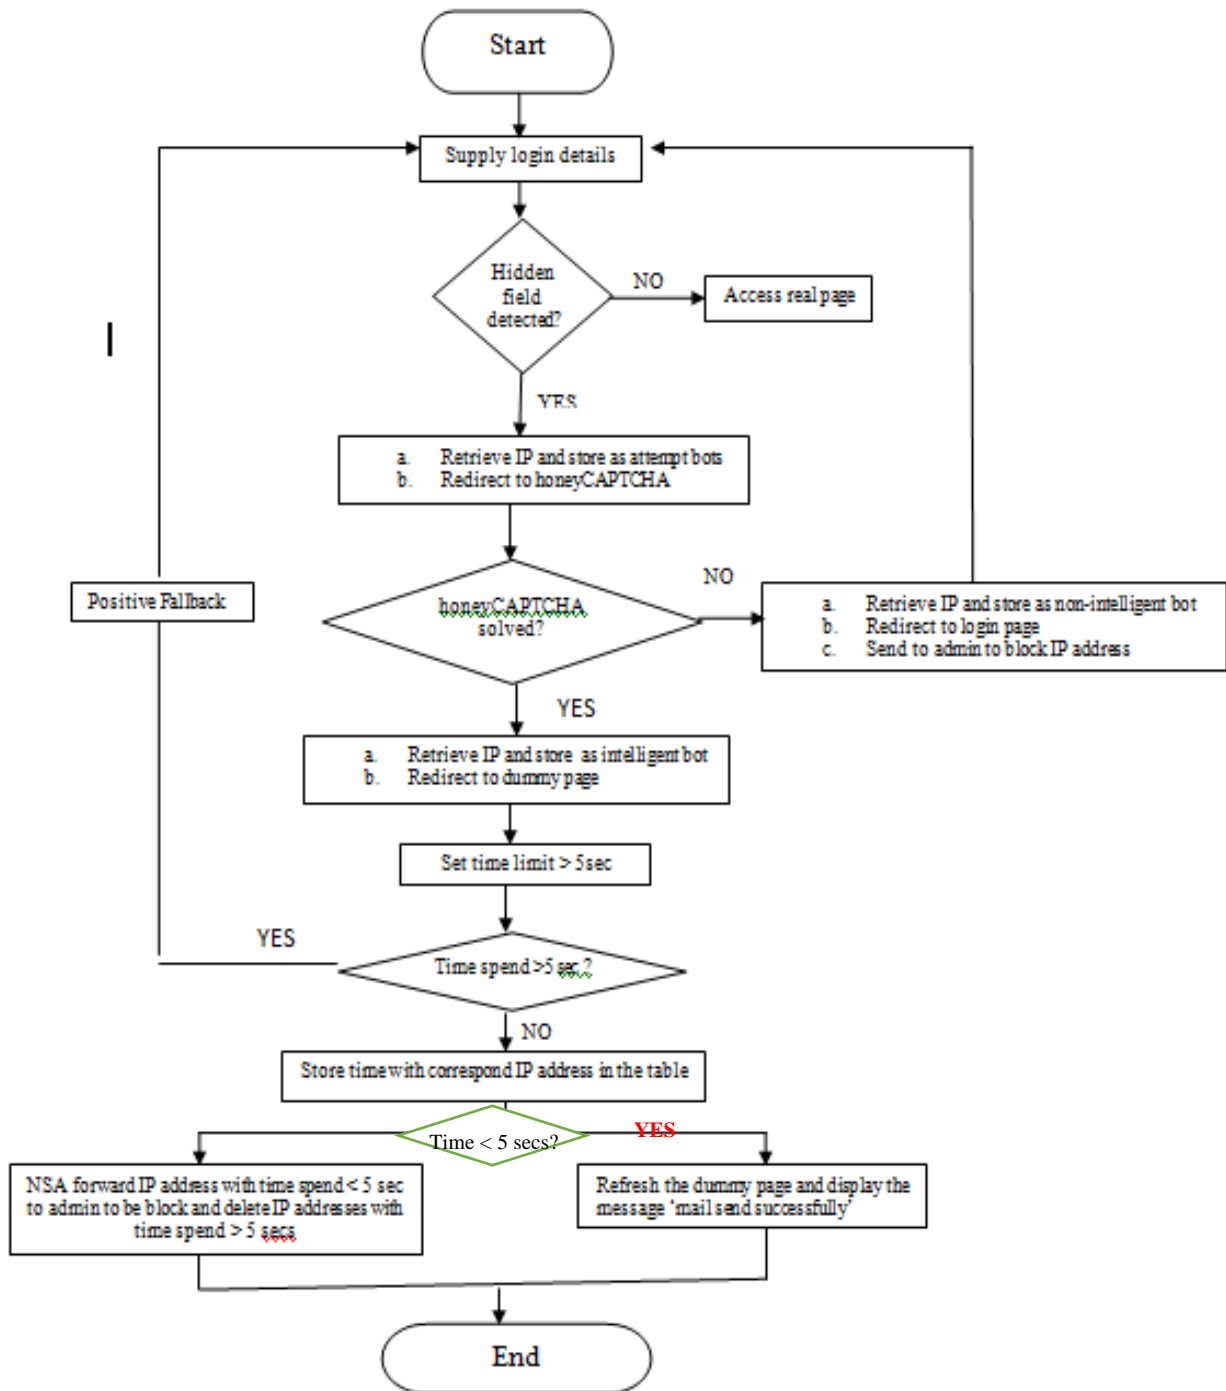 Start
Supply login details
Hidden
field
detected?
NO
Access real page
YES
a. Retrieve IP and store as attempt bots
b. Redirect to honeyCAPTCHA
honeyCAPTCHA
solved?
NO
a. Retrieve IP and store as non-intelligent bot
b. Redirect to login page
c. Send to admin to block IP address
Positive Fallback
YES
a. Retrieve IP and store as intelligent bot
b. Redirect to dummy page
Set time limit > 5sec
YES
Time spend >5 sec.?
NO
Store time with correspond IP address in the table
Time < 5 secs?
YES
NSA forward IP address with time spend < 5 sec
to admin to be block and delete IP addresses with
time spend > 5 secs
Refresh the dummy page and display the
message ‘mail send successfully’
End